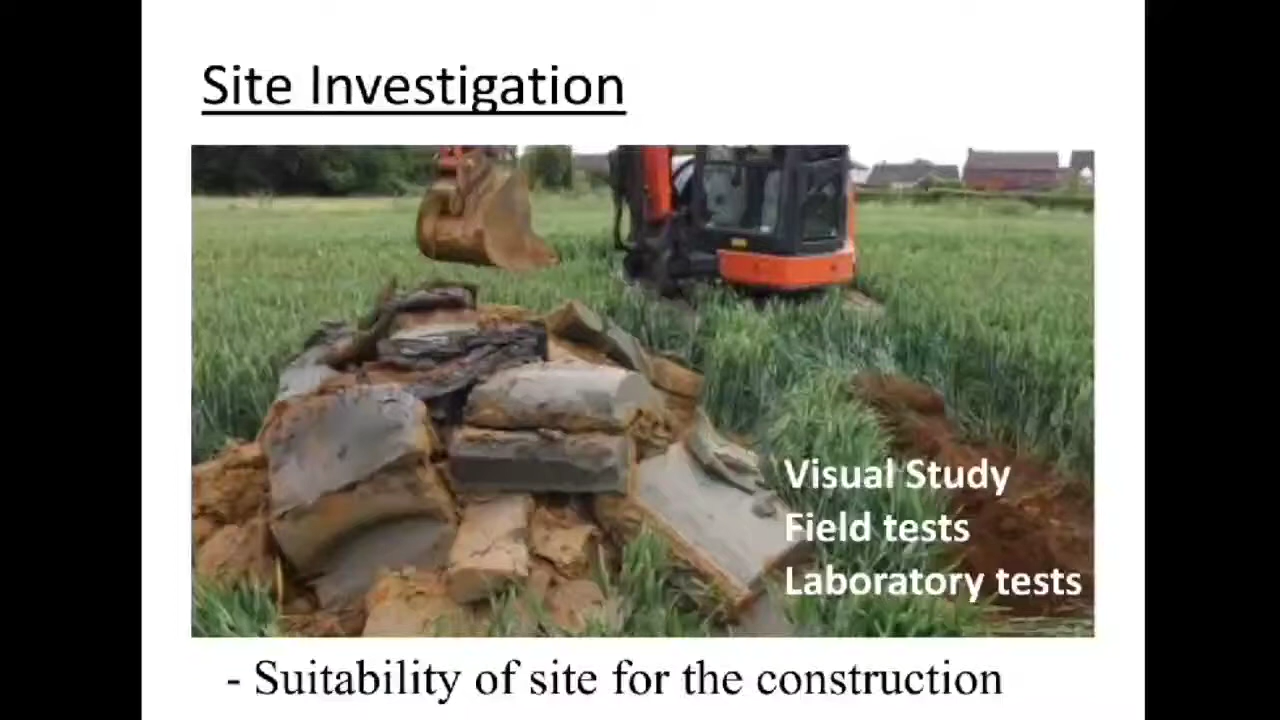 Site Investigation
Visual Study
Field tests
Laboratory tests
- Suitability of site for the construction